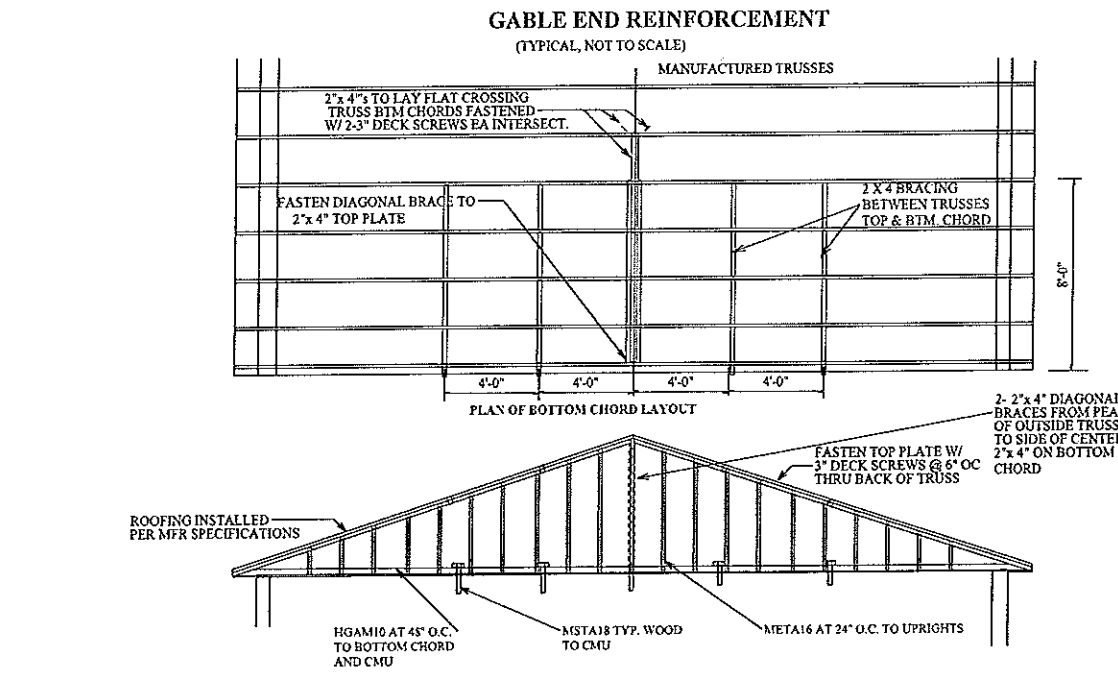 GABLE END REINFORCEMENT
(TYPICAL, NOT TO SCALE)
MANUFACTURED TRUSSES
2"x 4"'s TO LAY FLAT CROSSING
TRUSS BTM CHORDS FASTENED
W/ 2-3" DECK SCREWS EA INTERSECT.
FASTEN DIAGONAL BRACE TO
2"x 4" TOP PLATE
2 X 4 BRACING
BETWEEN TRUSSES
TOP & BTM. CHORD
8'-0"
4'-0"
4'-0"
4'-0"
4'-0"
PLAN OF BOTTOM CHORD LAYOUT
2- 2"x 4" DIAGONAL
BRACES FROM PEA
OF OUTSIDE TRUSS
TO SIDE OF CENTE
2"x 4" ON BOTTOM
CHORD
FASTEN TOP PLATE W/
3" DECK SCREWS @ 6" OC
THRU BACK OF TRUSS
ROOFING INSTALLED
PER MFR SPECIFICATIONS
HGAM10 AT 48" O.C.
TO BOTTOM CHORD
AND CMU
MSTA18 TYP. WOOD
TO CMU
META16 AT 24" O.C. TO UPRIGHTS